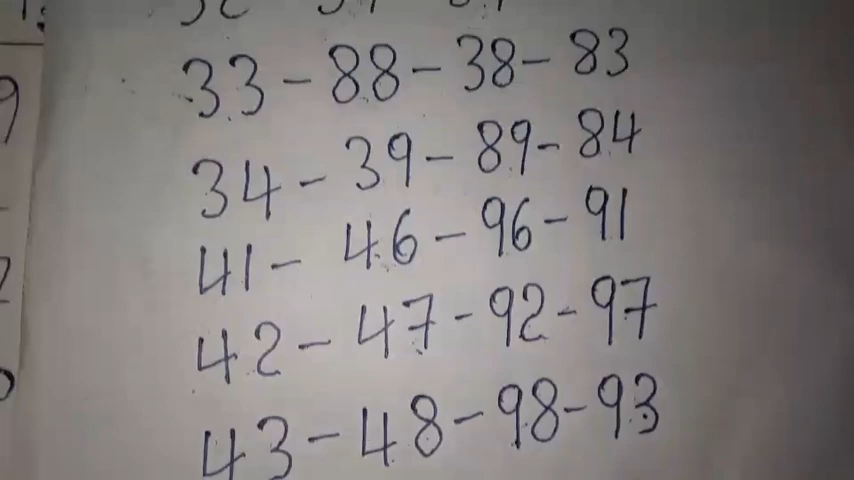 33 - 88 - 38 - 83
34 - 39 - 89 - 84
41 - 46 - 96 - 91
42 - 47 - 92 - 97
43 - 48 - 98 - 93